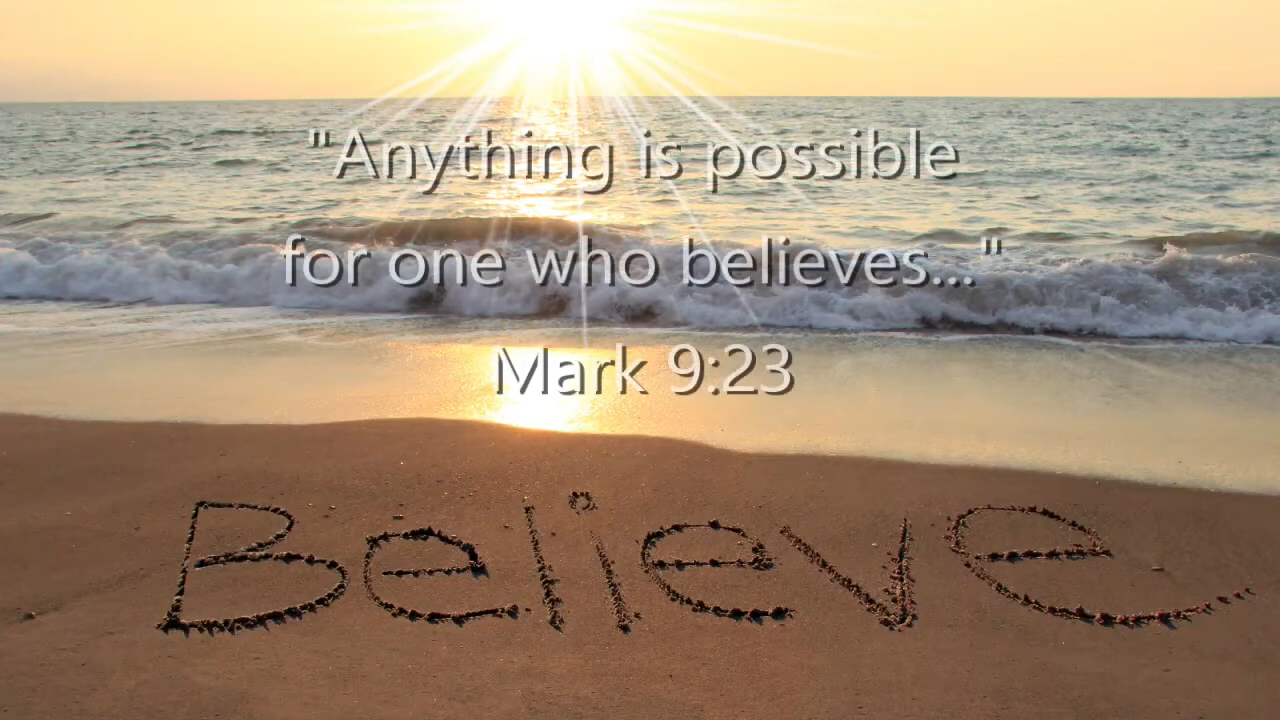 "Anything is possible
for one who believes..."
Mark 9:23
Believe